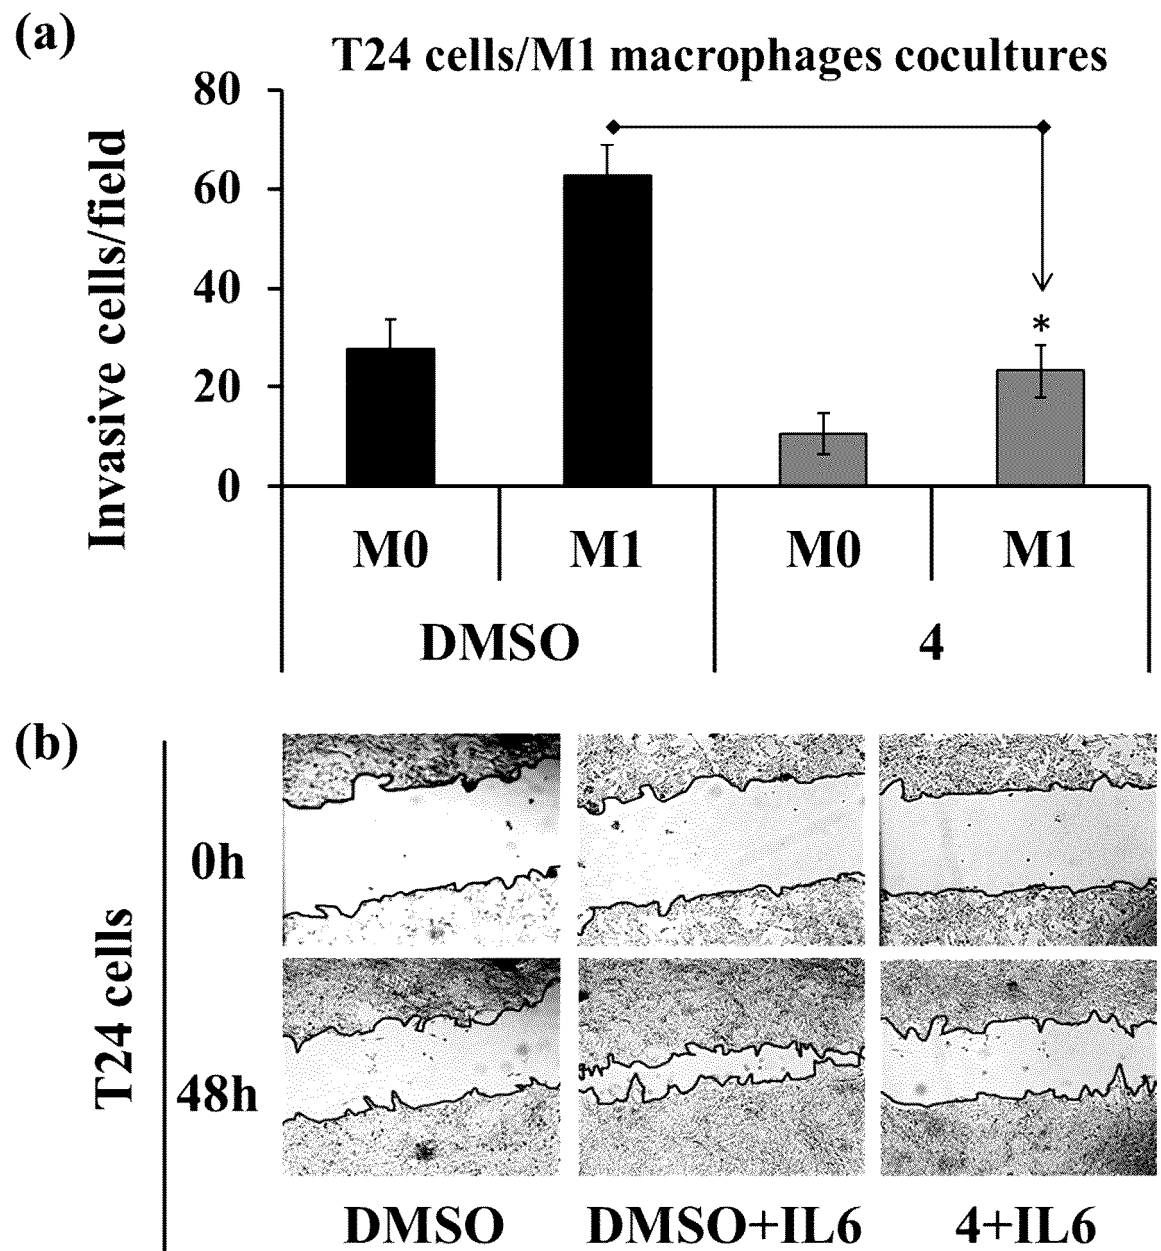 (a)
T24 cells/M1 macrophages cocultures
Invasive cells/field
80
60
40
20
0
*
M0 M1 M0 M1
DMSO 4
(b)
T24 cells
0h
48h
DMSO DMSO+IL6 4+IL6